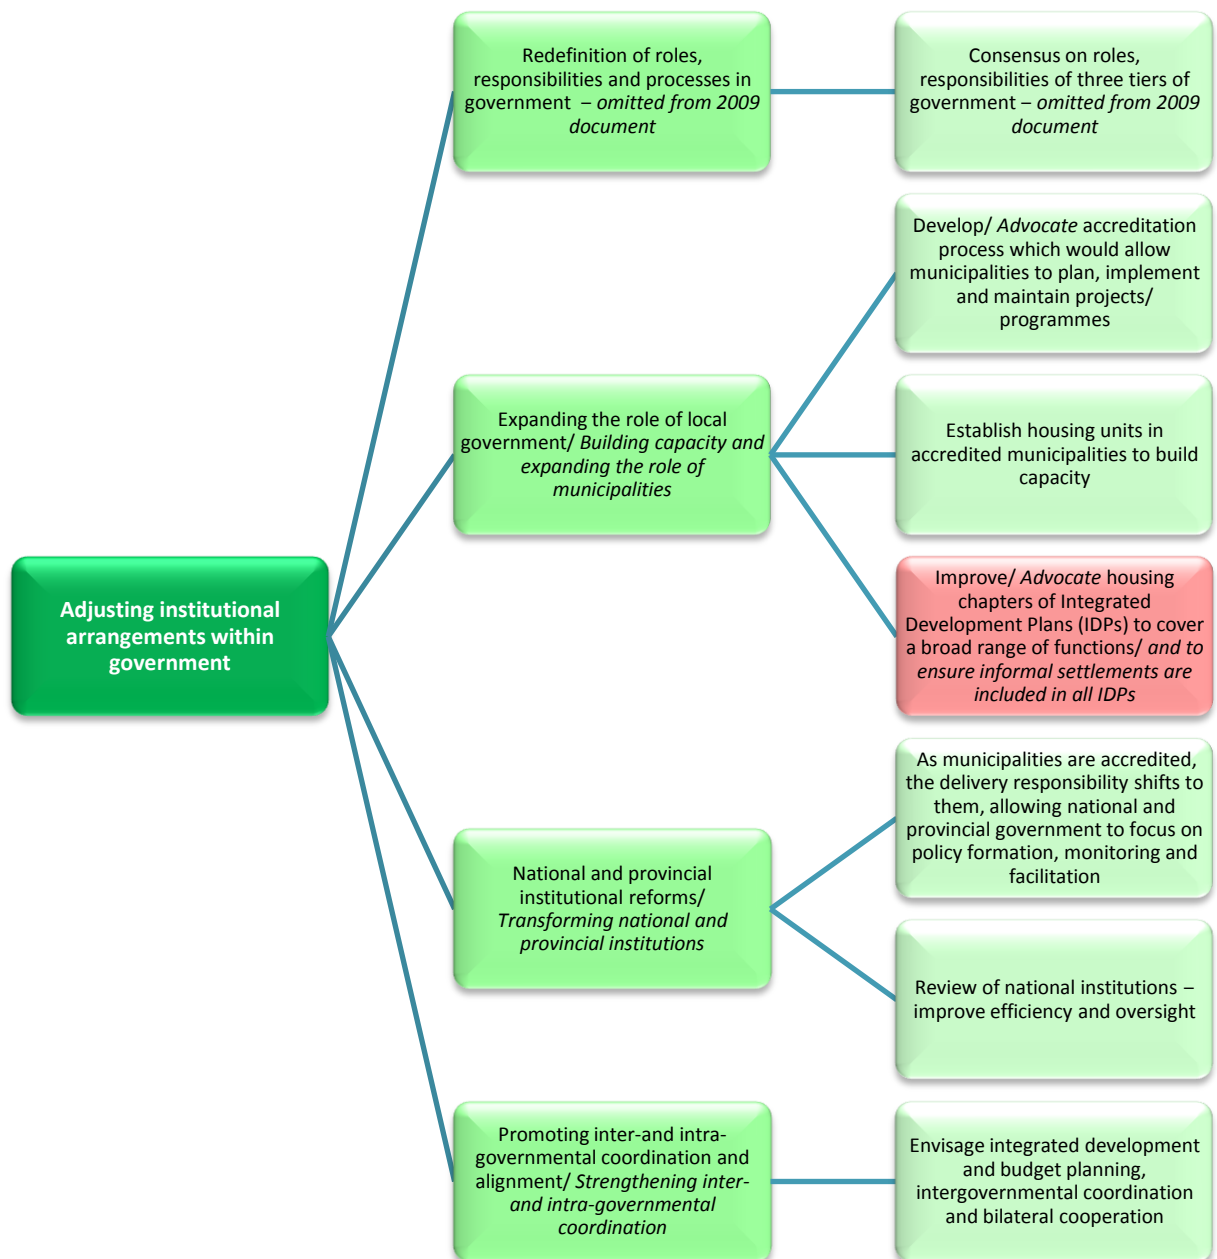 Adjusting institutional
arrangements within
government
Redefinition of roles,
responsibilities and processes in
government – omitted from 2009
document
Consensus on roles,
responsibilities of three tiers of
government – omitted from 2009
document
Expanding the role of local
government/ Building capacity and
expanding the role of
municipalities
Develop/ Advocate accreditation
process which would allow
municipalities to plan, implement
and maintain projects/
programmes
Establish housing units in
accredited municipalities to build
capacity
Improve/ Advocate housing
chapters of Integrated
Development Plans (IDPs) to cover
a broad range of functions/ and to
ensure informal settlements are
included in all IDPs
National and provincial
institutional reforms/
Transforming national and
provincial institutions
As municipalities are accredited,
the delivery responsibility shifts to
them, allowing national and
provincial government to focus on
policy formation, monitoring and
facilitation
Review of national institutions –
improve efficiency and oversight
Promoting inter-and intra-
governmental coordination and
alignment/ Strengthening inter-
and intra-governmental
coordination
Envisage integrated development
and budget planning,
intergovernmental coordination
and bilateral cooperation